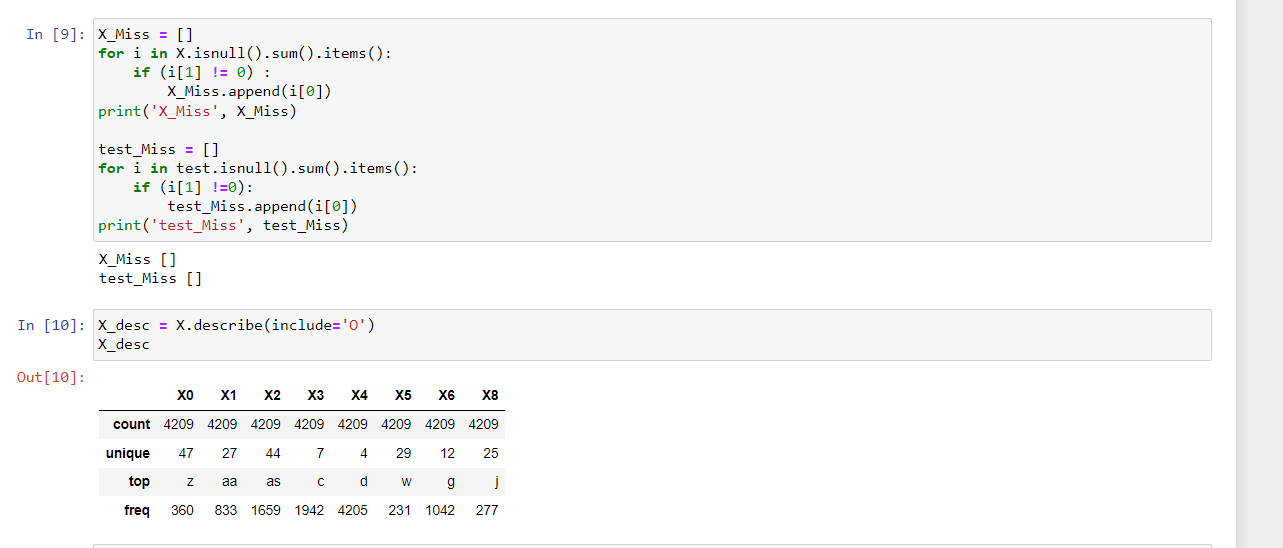 In [9]: X_Miss = []
for i in X.isnull().sum().items():
    if (i[1] != 0) :
        X_Miss.append(i[0])
print('X_Miss', X_Miss)

test_Miss = []
for i in test.isnull().sum().items():
    if (i[1] !=0):
        test_Miss.append(i[0])
print('test_Miss', test_Miss)
X_Miss []
test_Miss []
In [10]: X_desc = X.describe(include='O')
X_desc
Out[10]:
X0 X1 X2 X3 X4 X5 X6 X8
count 4209 4209 4209 4209 4209 4209 4209 4209
unique 47 27 44 7 4 29 12 25
top z aa as c d w g j
freq 360 833 1659 1942 4205 231 1042 277